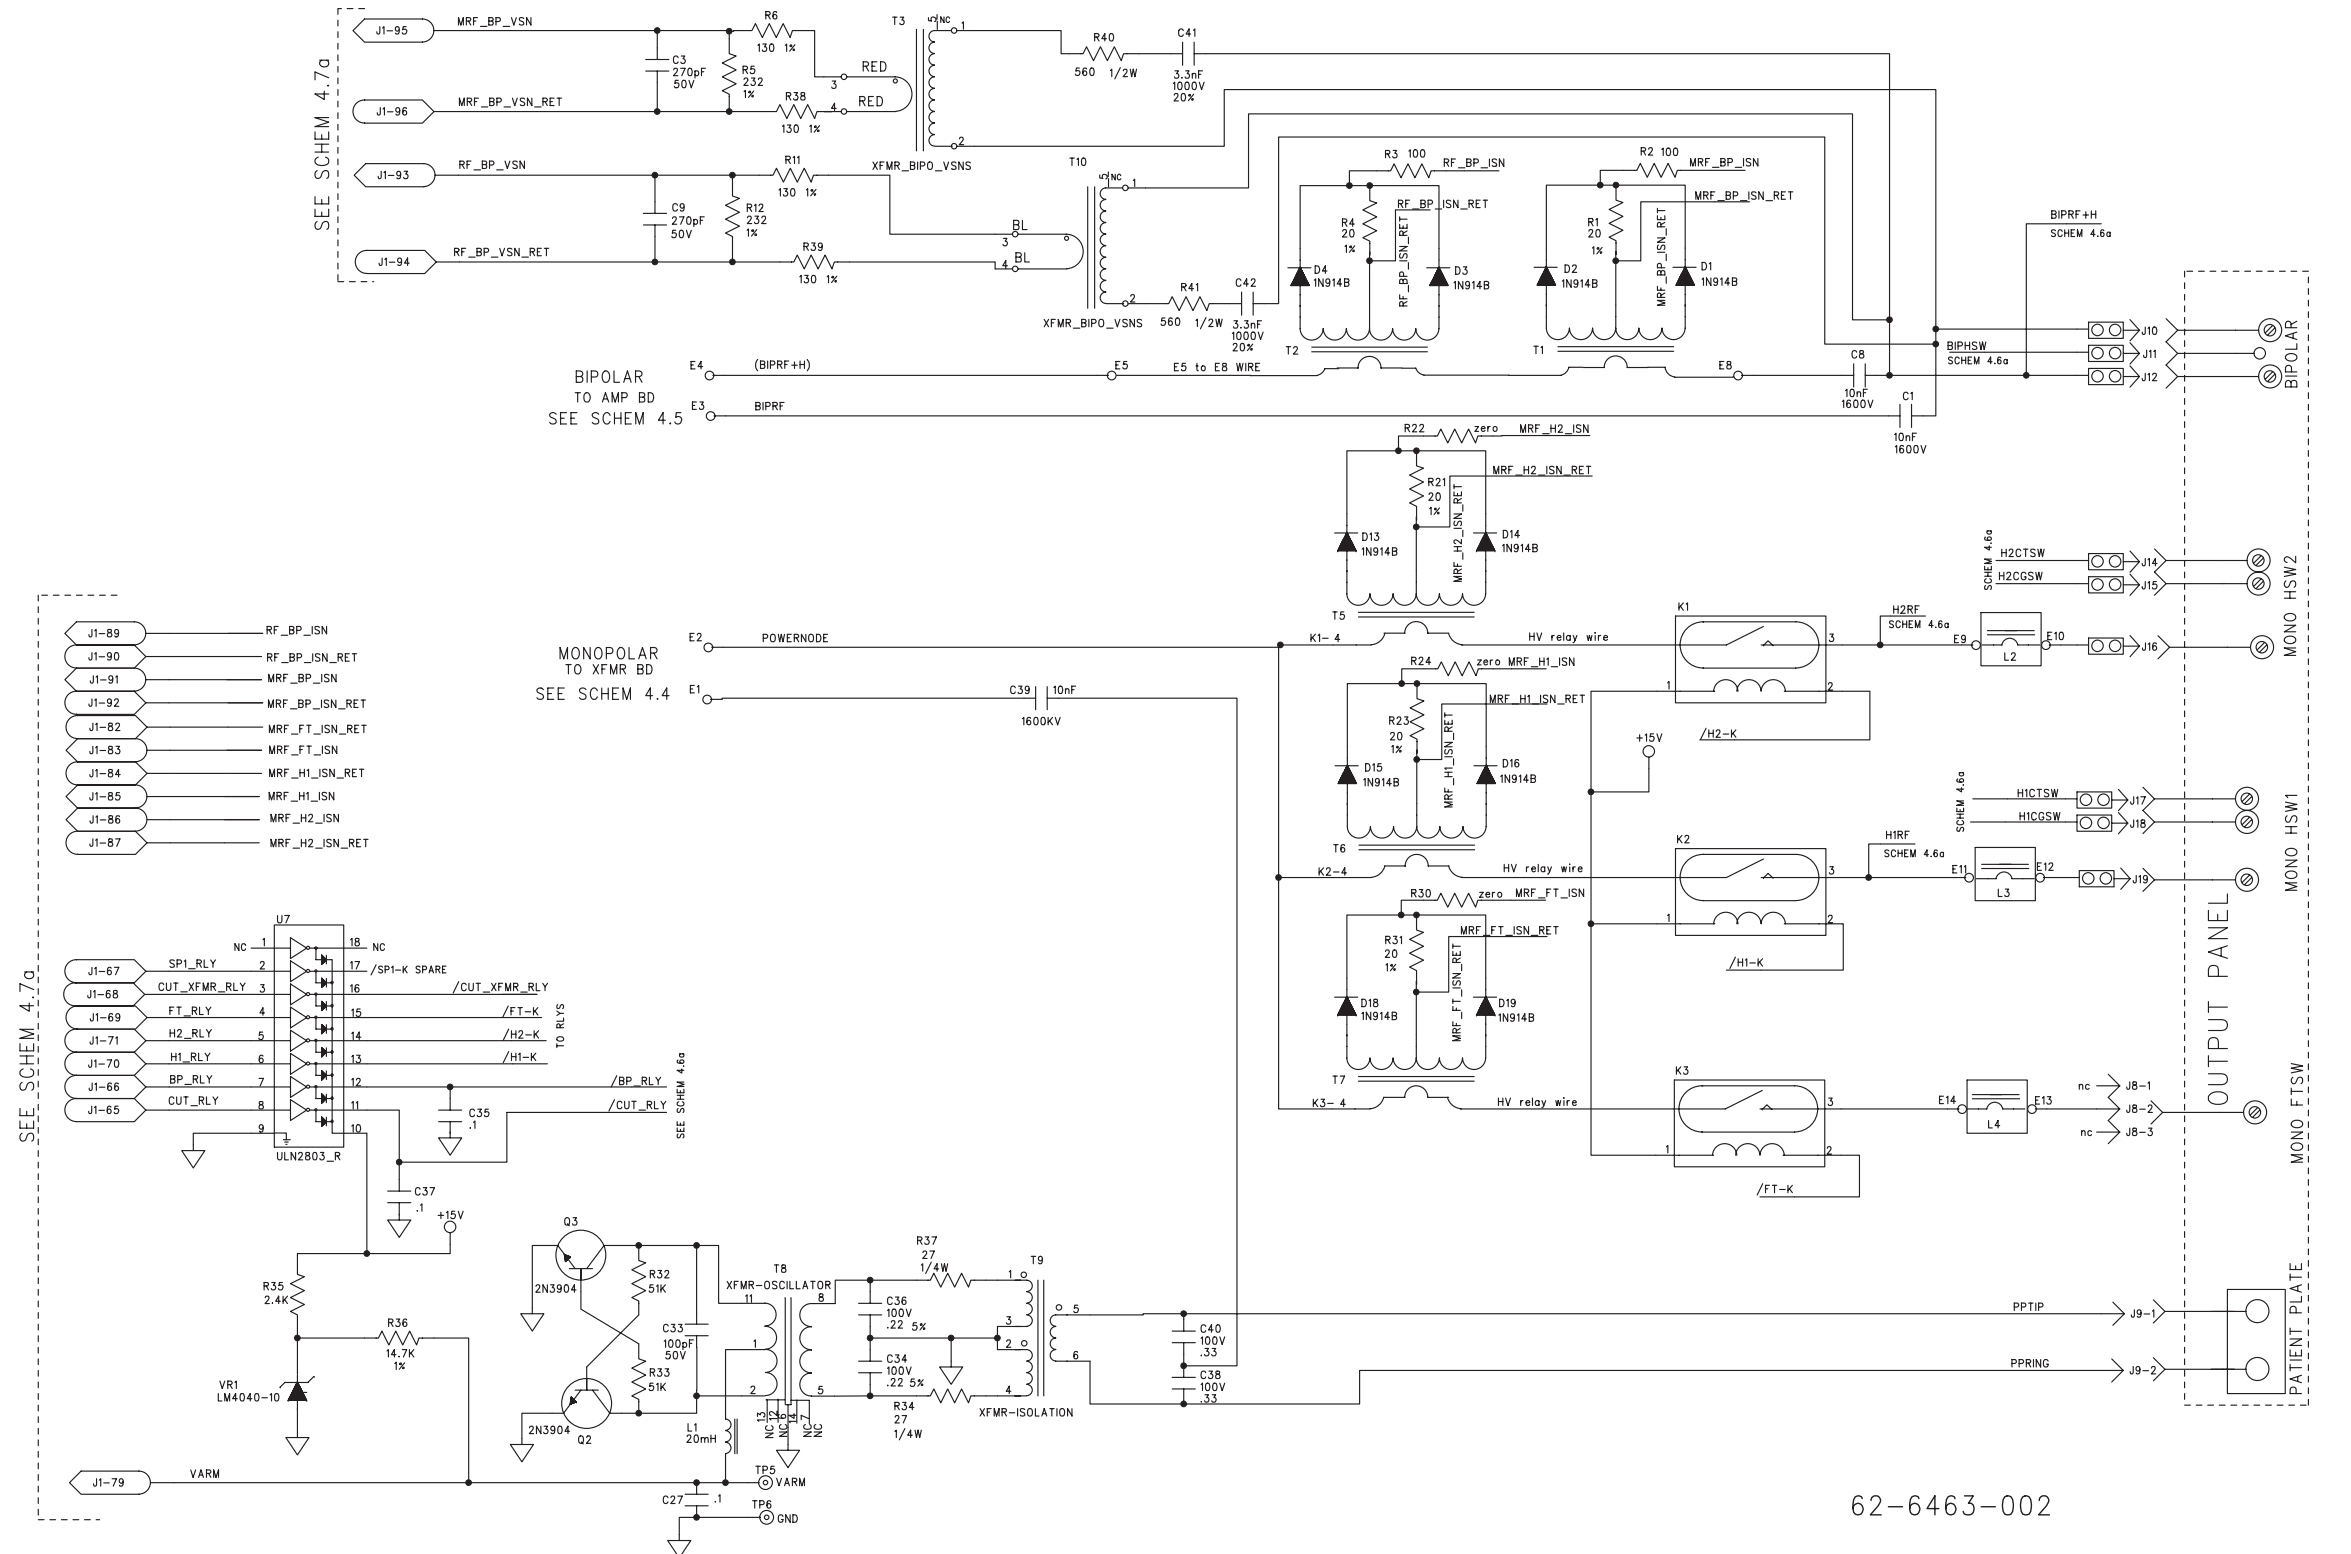 SEE SCHEM 4.7a
J1-95
MRF_BP_VSN
J1-96
MRF_BP_VSN_RET
C3
270pF
50V
R5
232
1%
R6
130 1%
R38
130 1%
3
RED
4
RED
T3
5
NC
1
2
XFMR_BIPO_VSNS
R40
560 1/2W
C41
3.3nF
1000V
20%
J1-93
RF_BP_VSN
J1-94
RF_BP_VSN_RET
C9
270pF
50V
R12
232
1%
R11
130 1%
R39
130 1%
BL
3
BL
4
T10
5
NC
1
2
XFMR_BIPO_VSNS
R41
560 1/2W
C42
3.3nF
1000V
20%
R3 100
RF_BP_ISN
R4
20
1%
RF_BP_ISN_RET
RF_BP_ISN_RET
D4
1N914B
D3
1N914B
T2
R2 100
MRF_BP_ISN
R1
20
1%
MRF_BP_ISN_RET
MRF_BP_ISN_RET
D2
1N914B
D1
1N914B
T1
BIPRF+H
SCHEM 4.6a
BIPOLAR
TO AMP BD
SEE SCHEM 4.5
E4
(BIPRF+H)
E5
E5 to E8 WIRE
E8
C8
10nF
1600V
E3
BIPRF
C1
10nF
1600V
J10
BIPHSW
SCHEM 4.6a
J11
J12
BIPOLAR
R22
zero
MRF_H2_ISN
R21
20
1%
MRF_H2_ISN_RET
MRF_H2_ISN_RET
D13
1N914B
D14
1N914B
T5
SCHEM 4.6a
H2CTSW
J14
H2CGSW
J15
MONO HSW2
J1-89
RF_BP_ISN
J1-90
RF_BP_ISN_RET
J1-91
MRF_BP_ISN
J1-92
MRF_BP_ISN_RET
J1-82
MRF_FT_ISN_RET
J1-83
MRF_FT_ISN
J1-84
MRF_H1_ISN_RET
J1-85
MRF_H1_ISN
J1-86
MRF_H2_ISN
J1-87
MRF_H2_ISN_RET
MONOPOLAR
TO XFMR BD
SEE SCHEM 4.4
E2
POWERNODE
E1
C39
10nF
1600KV
K1- 4
HV relay wire
K1
3
1
2
/H2-K
H2RF
SCHEM 4.6a
E9
L2
E10
J16
R24
zero
MRF_H1_ISN
R23
20
1%
MRF_H1_ISN_RET
MRF_H1_ISN_RET
D15
1N914B
D16
1N914B
T6
+15V
SCHEM 4.6a
H1CTSW
J17
H1CGSW
J18
MONO HSW1
K2-4
HV relay wire
K2
3
1
2
/H1-K
H1RF
SCHEM 4.6a
E11
L3
E12
J19
R30
zero
MRF_FT_ISN
R31
20
1%
MRF_FT_ISN_RET
MRF_FT_ISN_RET
D18
1N914B
D19
1N914B
T7
K3- 4
HV relay wire
K3
3
1
2
/FT-K
E14
L4
E13
nc
J8-1
J8-2
nc
J8-3
OUTPUT PANEL
MONO FTSW
SEE SCHEM 4.7a
U7
NC 1
18 NC
J1-67
SP1_RLY
2
17
/SP1-K SPARE
J1-68
CUT_XFMR_RLY
3
16
/CUT_XFMR_RLY
J1-69
FT_RLY
4
15
/FT-K
J1-71
H2_RLY
5
14
/H2-K
J1-70
H1_RLY
6
13
/H1-K
TO RLYS
J1-66
BP_RLY
7
12
/BP_RLY
J1-65
CUT_RLY
8
11
/CUT_RLY
SEE SCHEM 4.6a
9
10
ULN2803_R
C35
.1
C37
.1
+15V
R35
2.4K
R36
14.7K
1%
VR1
LM4040-10
J1-79
VARM
Q3
2N3904
R32
51K
R33
51K
2N3904
Q2
C33
100pF
50V
L1
20mH
T8
XFMR-OSCILLATOR
11
8
1
2
5
13
NC
12
NC
6
14
7
NC
NC
C36
100V
.22 5%
C34
100V
.22 5%
R37
27
1/4W
R34
27
1/4W
T9
1
3
2
4
5
6
XFMR-ISOLATION
C40
100V
.33
C38
100V
.33
PPTIP
J9-1
PPRING
J9-2
PATIENT PLATE
C27
.1
TP5
VARM
TP6
GND
62-6463-002